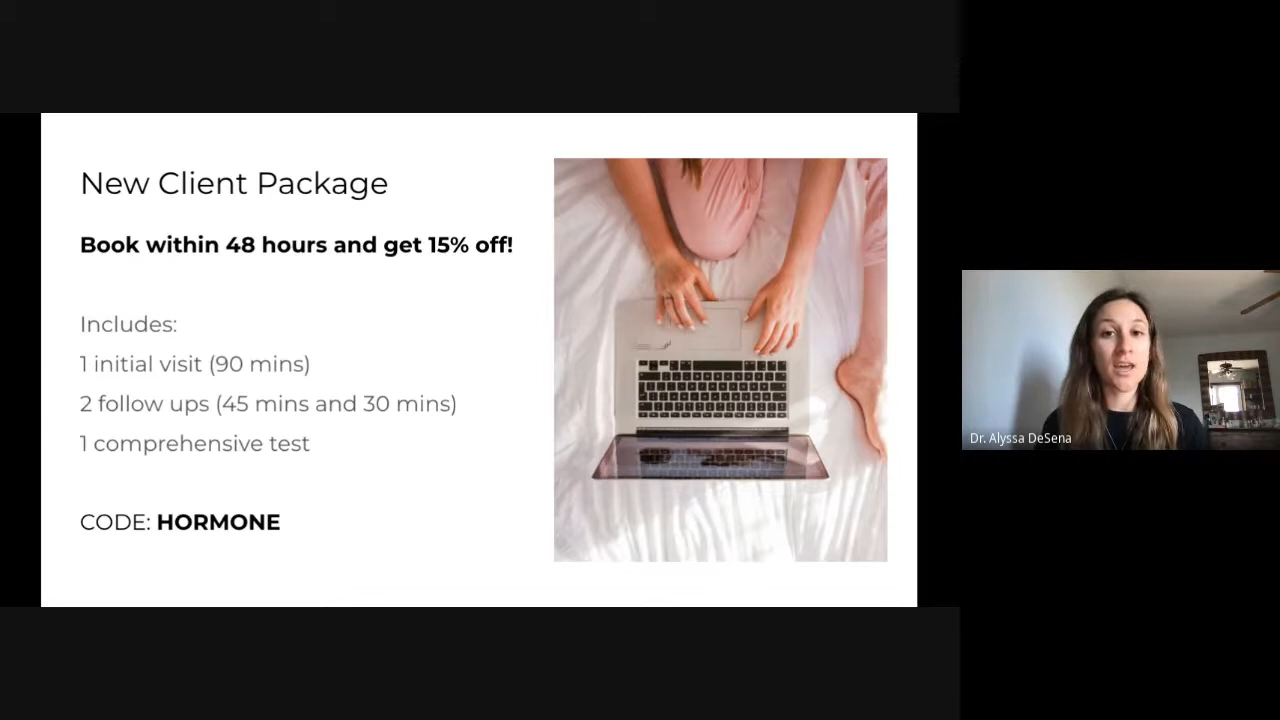 New Client Package
Book within 48 hours and get 15% off!
Includes:
1 initial visit (90 mins)
2 follow ups (45 mins and 30 mins)
1 comprehensive test
CODE: HORMONE
Dr. Alyssa DeSena